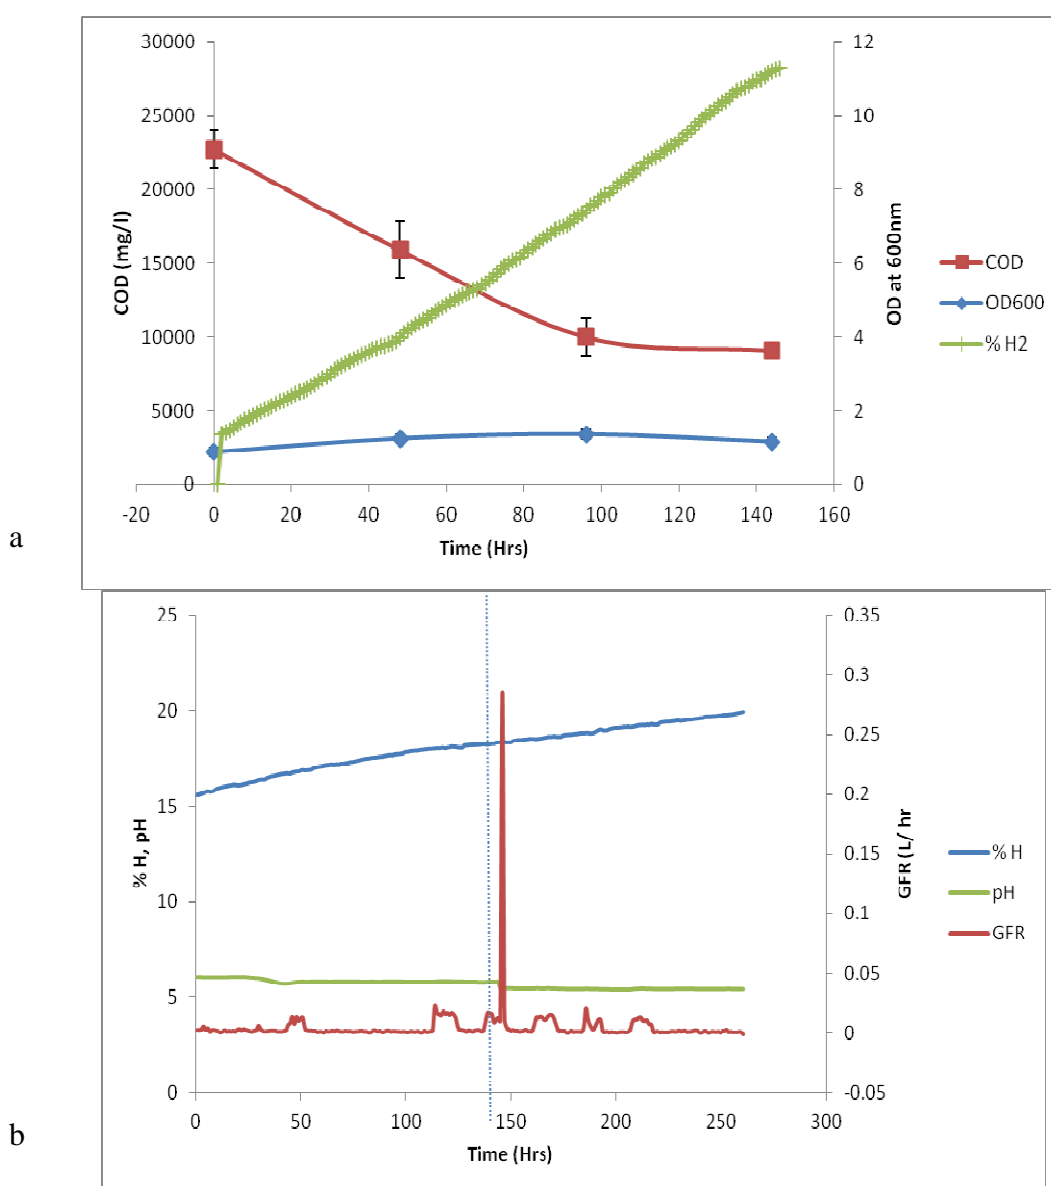 30000
25000
20000
15000
10000
5000
0
COD (mg/l)
12
10
8
6
4
2
0
OD at 600nm
-20 0 20 40 60 80 100 120 140 160
Time (Hrs)
COD
OD600
% H2
a
25
20
15
10
5
0
% H, pH
0.35
0.3
0.25
0.2
0.15
0.1
0.05
0
-0.05
GFR (L/ hr
0 50 100 150 200 250 300
Time (Hrs)
% H
pH
GFR
b